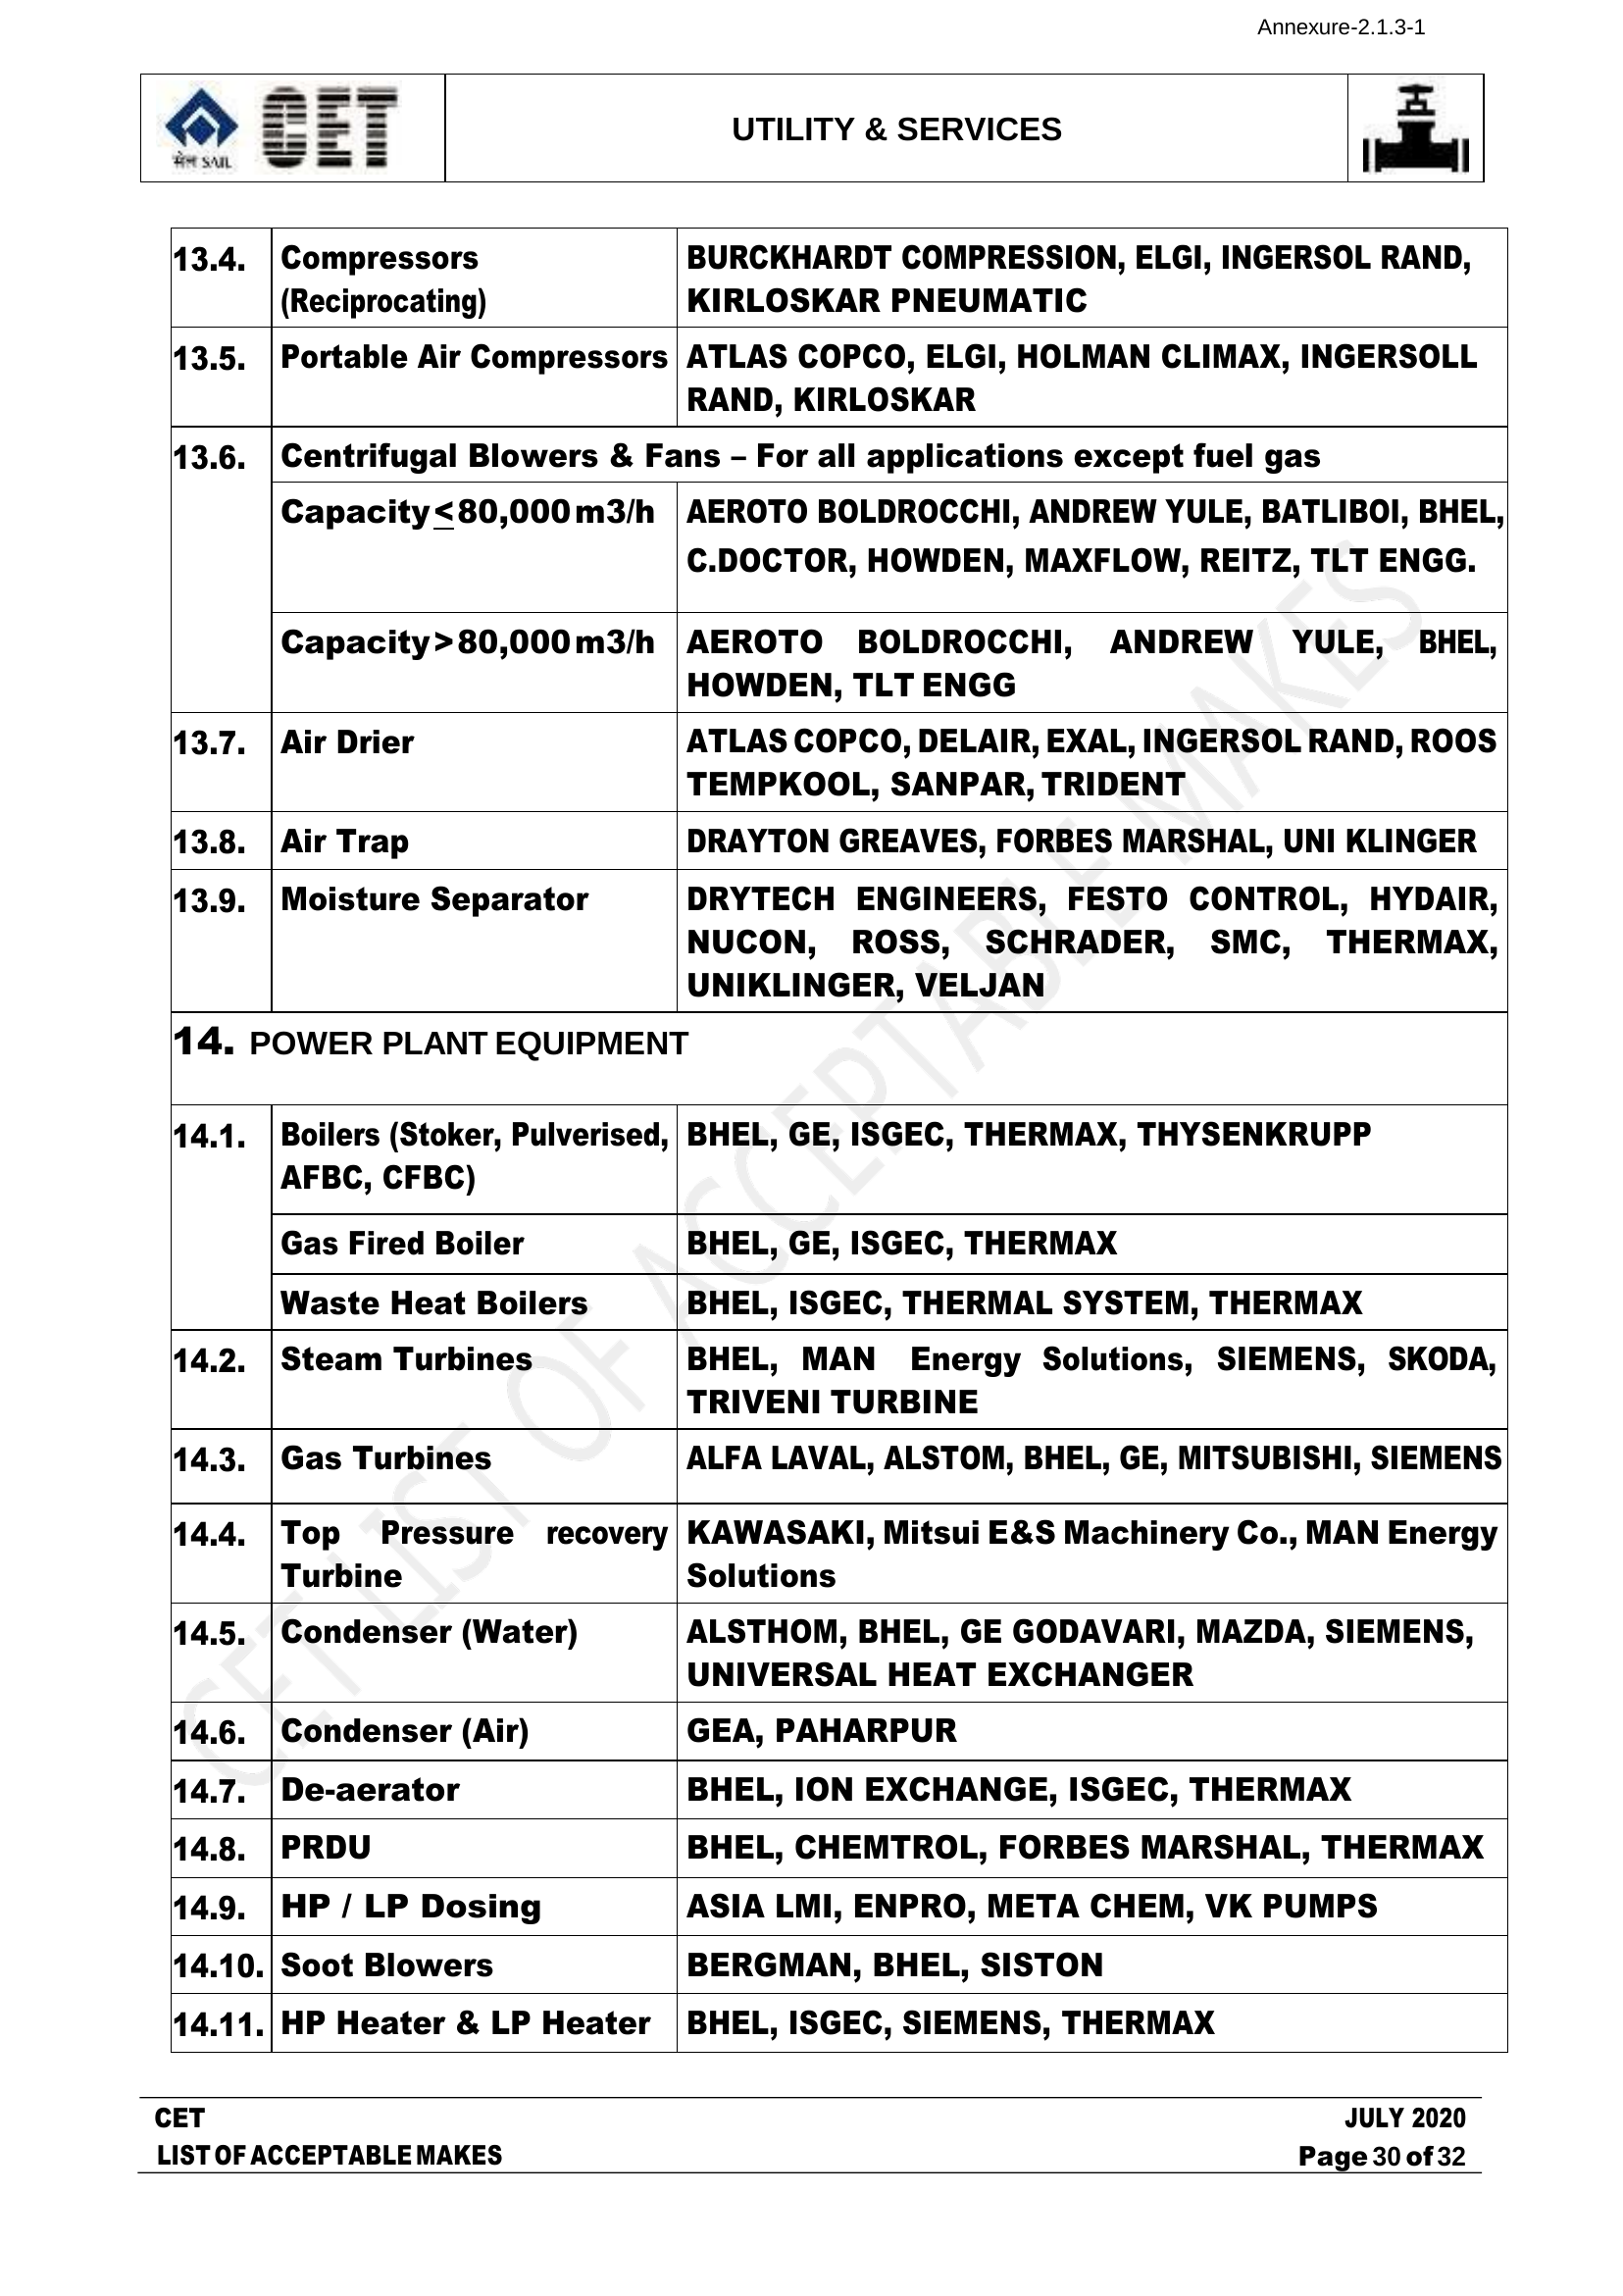 Annexure-2.1.3-1
सेल SAIL
CET
UTILITY & SERVICES
13.4. Compressors BURCKHARDT COMPRESSION, ELGI, INGERSOL RAND,
(Reciprocating) KIRLOSKAR PNEUMATIC
13.5. Portable Air Compressors ATLAS COPCO, ELGI, HOLMAN CLIMAX, INGERSOLL
RAND, KIRLOSKAR
13.6. Centrifugal Blowers & Fans – For all applications except fuel gas
Capacity ≤ 80,000 m3/h AEROTO BOLDROCCHI, ANDREW YULE, BATLIBOI, BHEL,
C.DOCTOR, HOWDEN, MAXFLOW, REITZ, TLT ENGG.
Capacity > 80,000 m3/h AEROTO BOLDROCCHI, ANDREW YULE, BHEL,
HOWDEN, TLT ENGG
13.7. Air Drier ATLAS COPCO, DELAIR, EXAL, INGERSOL RAND, ROOS
TEMPKOOL, SANPAR, TRIDENT
13.8. Air Trap DRAYTON GREAVES, FORBES MARSHAL, UNI KLINGER
13.9. Moisture Separator DRYTECH ENGINEERS, FESTO CONTROL, HYDAIR,
NUCON, ROSS, SCHRADER, SMC, THERMAX,
UNIKLINGER, VELJAN
14. POWER PLANT EQUIPMENT
14.1. Boilers (Stoker, Pulverised, BHEL, GE, ISGEC, THERMAX, THYSENKRUPP
AFBC, CFBC)
Gas Fired Boiler BHEL, GE, ISGEC, THERMAX
Waste Heat Boilers BHEL, ISGEC, THERMAL SYSTEM, THERMAX
14.2. Steam Turbines BHEL, MAN Energy Solutions, SIEMENS, SKODA,
TRIVENI TURBINE
14.3. Gas Turbines ALFA LAVAL, ALSTOM, BHEL, GE, MITSUBISHI, SIEMENS
14.4. Top Pressure recovery KAWASAKI, Mitsui E&S Machinery Co., MAN Energy
Turbine Solutions
14.5. Condenser (Water) ALSTHOM, BHEL, GE GODAVARI, MAZDA, SIEMENS,
UNIVERSAL HEAT EXCHANGER
14.6. Condenser (Air) GEA, PAHARPUR
14.7. De-aerator BHEL, ION EXCHANGE, ISGEC, THERMAX
14.8. PRDU BHEL, CHEMTROL, FORBES MARSHAL, THERMAX
14.9. HP / LP Dosing ASIA LMI, ENPRO, META CHEM, VK PUMPS
14.10. Soot Blowers BERGMAN, BHEL, SISTON
14.11. HP Heater & LP Heater BHEL, ISGEC, SIEMENS, THERMAX
CET LIST OF ACCEPTABLE MAKES
CET JULY 2020
LIST OF ACCEPTABLE MAKES Page 30 of 32